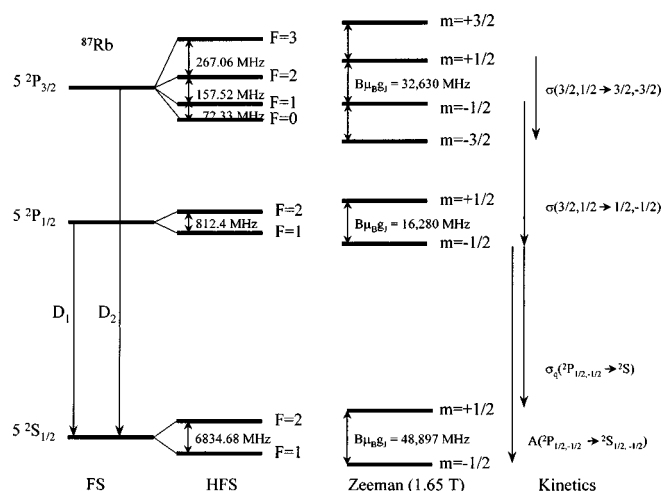 ⁸⁷Rb
5 ²P₃/₂
F=3
267.06 MHz
F=2
157.52 MHz
F=1
72.33 MHz
F=0
m=+3/2
m=+1/2
BμBgJ = 32,630 MHz
m=-1/2
m=-3/2
σ(3/2,1/2→3/2,-3/2)
5 ²P₁/₂
F=2
812.4 MHz
F=1
m=+1/2
BμBgJ = 16,280 MHz
m=-1/2
σ(3/2,1/2→1/2,-1/2)
D₁
D₂
σq(²P₁/₂,-₁/₂→²S)
5 ²S₁/₂
F=2
6834.68 MHz
F=1
m=+1/2
BμBgJ = 48,897 MHz
m=-1/2
A(²P₁/₂,-₁/₂→²S₁/₂,-₁/₂)
FS
HFS
Zeeman (1.65 T)
Kinetics